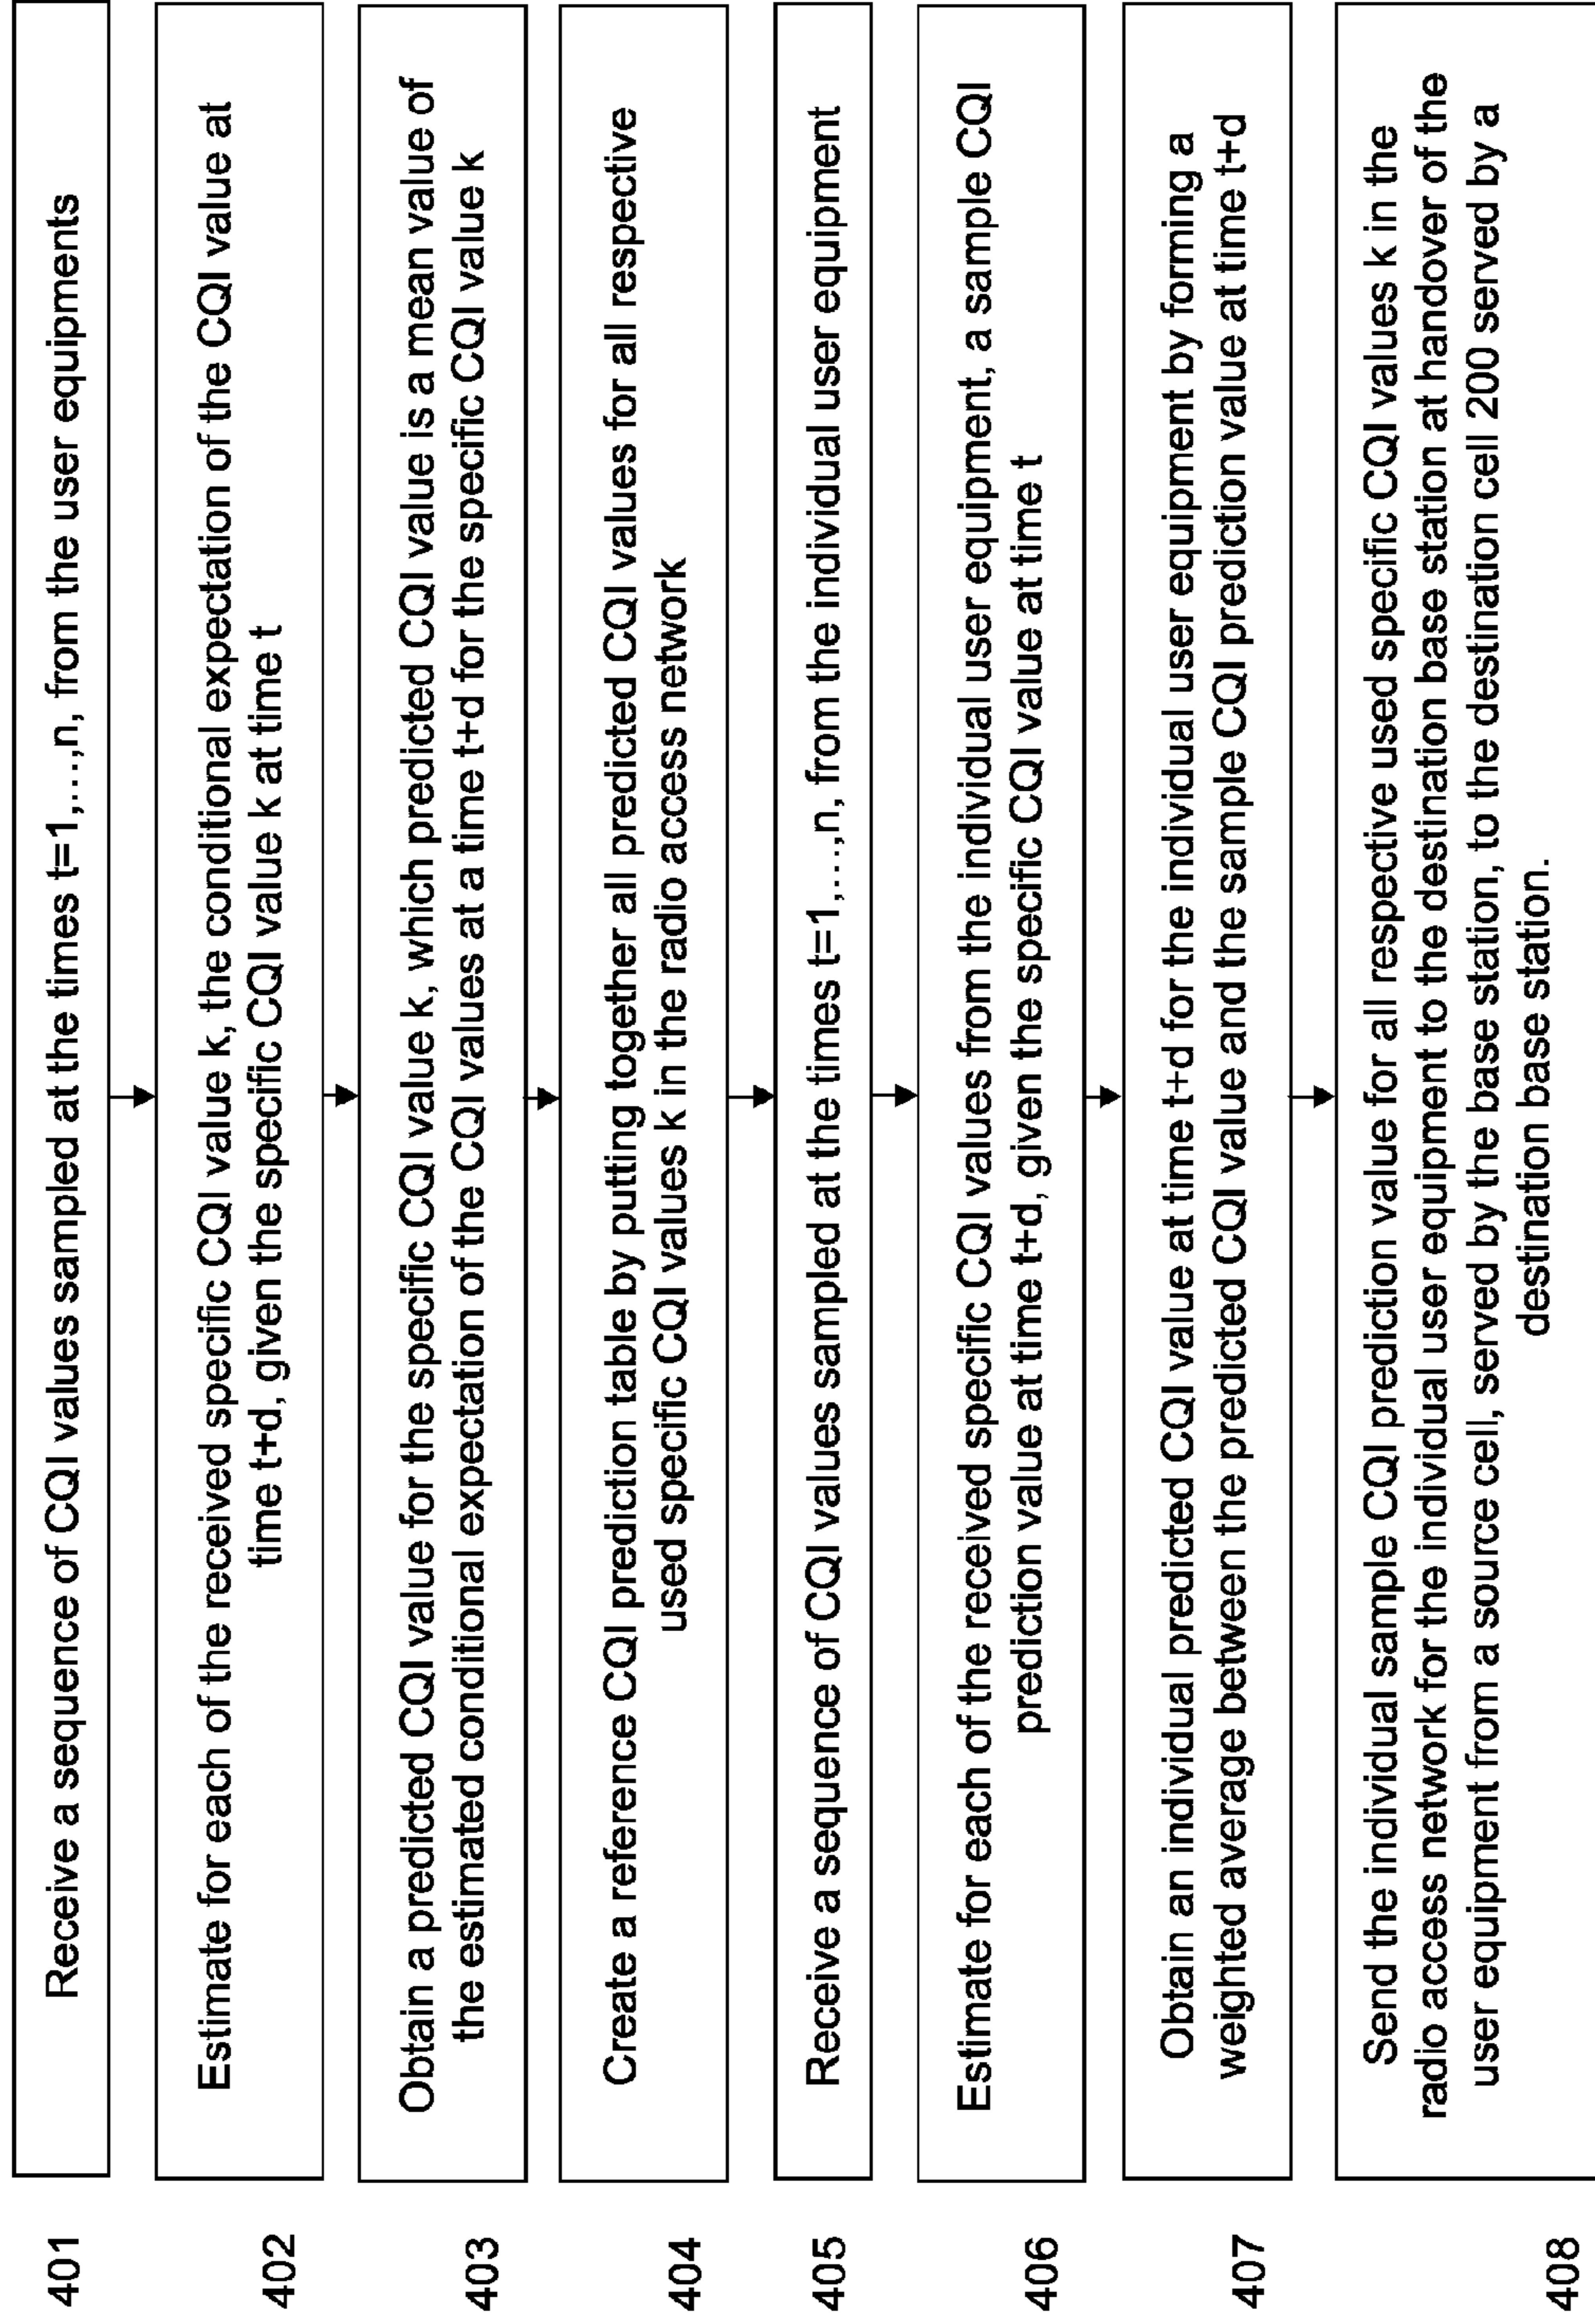 401
Receive a sequence of CQI values sampled at the times t=1,...,n, from the user equipments
402
Estimate for each of the received specific CQI value k, the conditional expectation of the CQI value at
time t+d, given the specific CQI value k at time t
403
Obtain a predicted CQI value for the specific CQI value k, which predicted CQI value is a mean value of
the estimated conditional expectation of the CQI values at a time t+d for the specific CQI value k
404
Create a reference CQI prediction table by putting together all predicted CQI values for all respective
used specific CQI values k in the radio access network
405
Receive a sequence of CQI values sampled at the times t=1,...,n, from the individual user equipment
406
Estimate for each of the received specific CQI values from the individual user equipment, a sample CQI
prediction value at time t+d, given the specific CQI value at time t
407
Obtain an individual predicted CQI value at time t+d for the individual user equipment by forming a
weighted average between the predicted CQI value and the sample CQI prediction value at time t+d
408
Send the individual sample CQI prediction value for all respective used specific CQI values k in the
radio access network for the individual user equipment to the destination base station at handover of the
user equipment from a source cell, served by the base station, to the destination cell 200 served by a
destination base station.